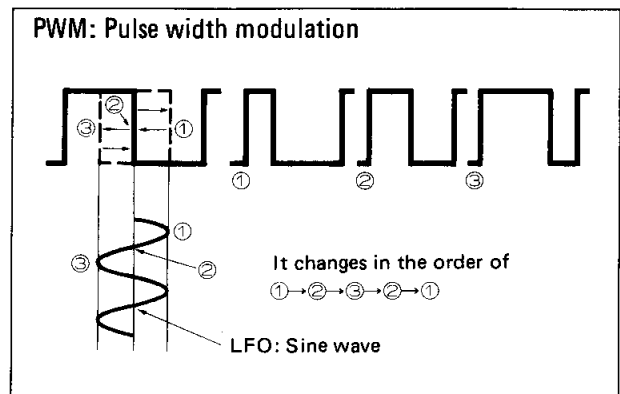 PWM: Pulse width modulation
②
③ ①
① ② ③
①
③ ②
It changes in the order of
①→②→③→②→①
LFO: Sine wave